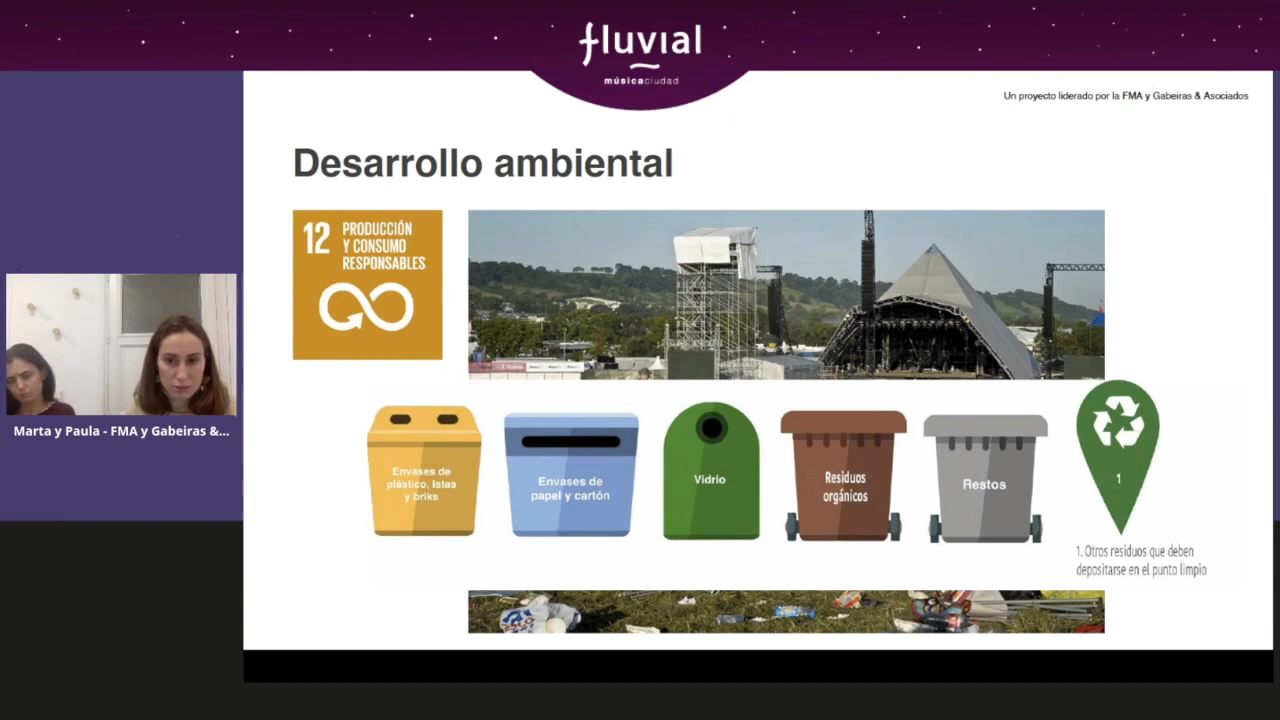 fluvial
músicaciudad
Un proyecto liderado por la FMA y Gabeiras & Asociados
Desarrollo ambiental
12 PRODUCCIÓN
Y CONSUMO
RESPONSABLES
Marta y Paula - FMA y Gabeiras &...
Envases de
plástico, latas
y briks
Envases de
papel y cartón
Vidrio
Residuos
orgánicos
Restos
1
1. Otros residuos que deben
depositarse en el punto limpio